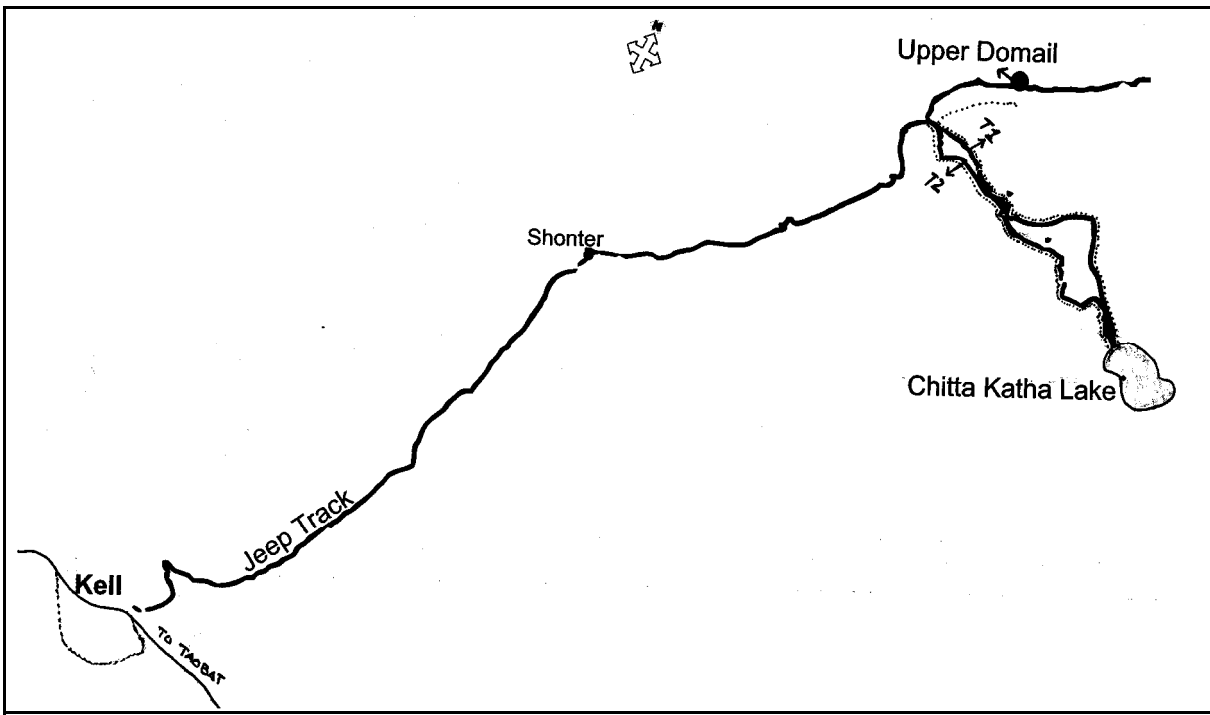 N
Upper Domail
T1
T2
Shonter
Chitta Katha Lake
Jeep Track
Kell
TO TAOBAT